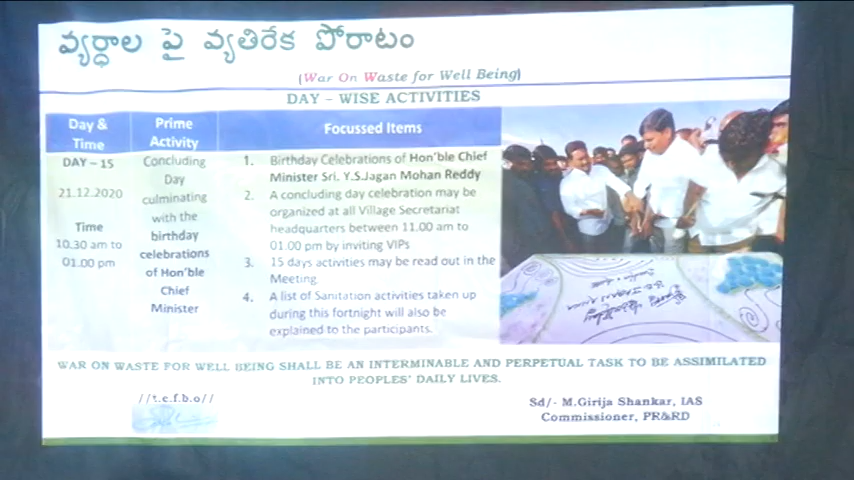 వ్యర్థాల పై వ్యతిరేక పోరాటం
(War On Waste for Well Being)
DAY – WISE ACTIVITIES
Day & Time
Prime Activity
Focussed Items
DAY – 15
21.12.2020
Time
10.30 am to
01.00 pm
Concluding
Day
culminating
with the
birthday
celebrations
of Hon'ble
Chief
Minister
1. Birthday Celebrations of Hon'ble Chief
Minister Sri. Y.S.Jagan Mohan Reddy
2. A concluding day celebration may be
organized at all Village Secretariat
headquarters between 11.00 am to
01.00 pm by inviting VIPs
3. 15 days activities may be read out in the
Meeting
4. A list of Sanitation activities taken up
during this fortnight will also be
explained to the participants.
WAR ON WASTE FOR WELL BEING SHALL BE AN INTERMINABLE AND PERPETUAL TASK TO BE ASSIMILATED
INTO PEOPLES' DAILY LIVES.
//t.c.f.b.o//
Sd/- M.Girija Shankar, IAS
Commissioner, PR&RD